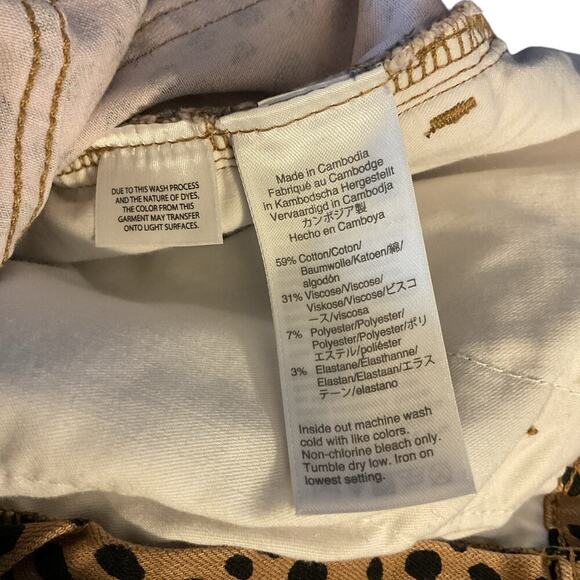 DUE TO THIS WASH PROCESS
AND THE NATURE OF DYES,
THE COLOR FROM THIS
GARMENT MAY TRANSFER
ONTO LIGHT SURFACES.
Made in Cambodia
Fabriqué au Cambodge
in Kambodscha Hergestellt
Vervaardigd in Cambodja
カンボジア製
Hecho en Camboya
59% Cotton/Coton/
Baumwolle/Katoen/綿/
algodón
31% Viscose/Viscose/
Viskose/Viscose/ビスコ
ース/viscosa
7% Polyester/Polyester/
Polyester/Polyester/ポリ
エステル/poliéster
3% Elastane/Élasthanne/
Elastan/Elastaan/エラス
テーン/elastano
Inside out machine wash
cold with like colors.
Non-chlorine bleach only.
Tumble dry low. Iron on
lowest setting.